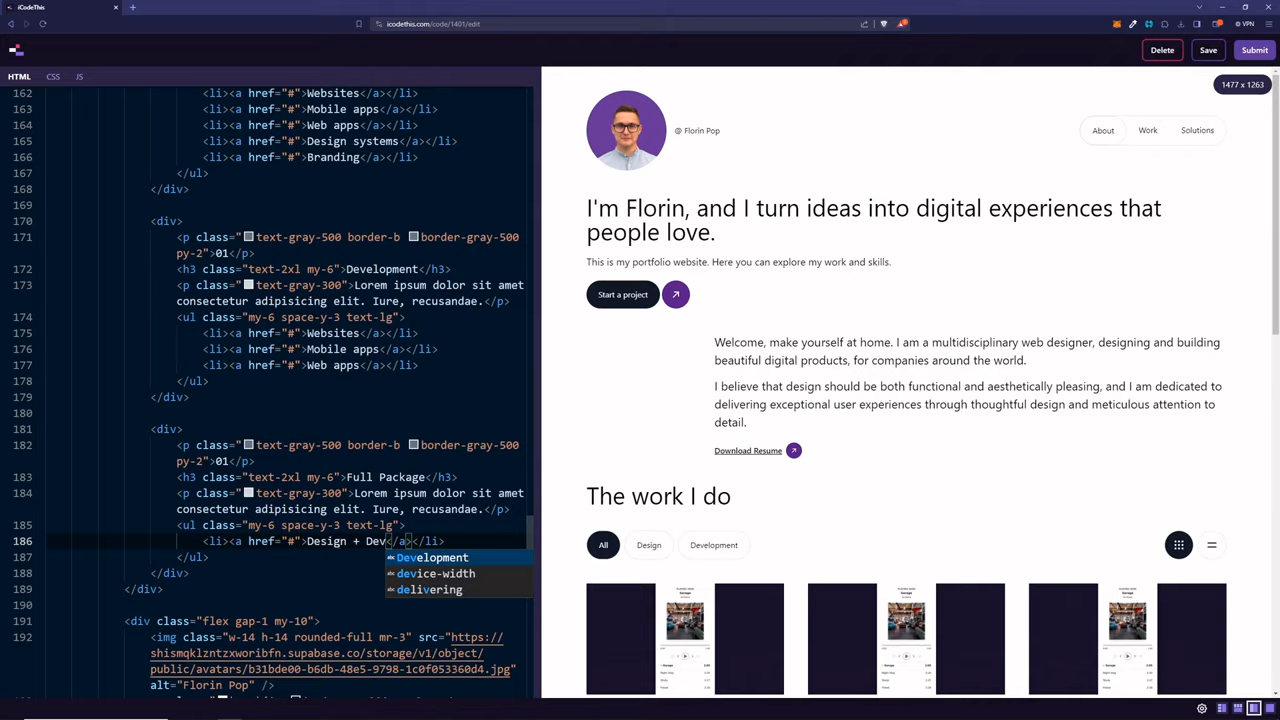 iCodeThis
icodethis.com/code/1401/edit
VPN
Delete
Save
Submit
HTML
CSS
JS
162 <li><a href="#">Websites</a></li>
163 <li><a href="#">Mobile apps</a></li>
164 <li><a href="#">Web apps</a></li>
165 <li><a href="#">Design systems</a></li>
166 <li><a href="#">Branding</a></li>
167 </ul>
168 </div>
169
170 <div>
171 <p class="text-gray-500 border-b border-gray-500
py-2">01</p>
172 <h3 class="text-2xl my-6">Development</h3>
173 <p class="text-gray-300">Lorem ipsum dolor sit amet
consectetur adipisicing elit. Iure, recusandae.</p>
174 <ul class="my-6 space-y-3 text-lg">
175 <li><a href="#">Websites</a></li>
176 <li><a href="#">Mobile apps</a></li>
177 <li><a href="#">Web apps</a></li>
178 </ul>
179 </div>
180
181 <div>
182 <p class="text-gray-500 border-b border-gray-500
py-2">01</p>
183 <h3 class="text-2xl my-6">Full Package</h3>
184 <p class="text-gray-300">Lorem ipsum dolor sit amet
consectetur adipisicing elit. Iure, recusandae.</p>
185 <ul class="my-6 space-y-3 text-lg">
186 <li><a href="#">Design + Dev</a></li>
187 </ul>
188 </div>
189 </div>
190
191 <div class="flex gap-1 my-10">
192 <img class="w-14 h-14 rounded-full mr-3" src="https://
alt="Florin Pop" />
abc Development
abc device-width
abc delivering
1477 x 1263
@ Florin Pop
About
Work
Solutions
I'm Florin, and I turn ideas into digital experiences that
people love.
This is my portfolio website. Here you can explore my work and skills.
Start a project
Welcome, make yourself at home. I am a multidisciplinary web designer, designing and building
beautiful digital products, for companies around the world.
I believe that design should be both functional and aesthetically pleasing, and I am dedicated to
delivering exceptional user experiences through thoughtful design and meticulous attention to
detail.
Download Resume
The work I do
All
Design
Development
Garage
Garage
Garage